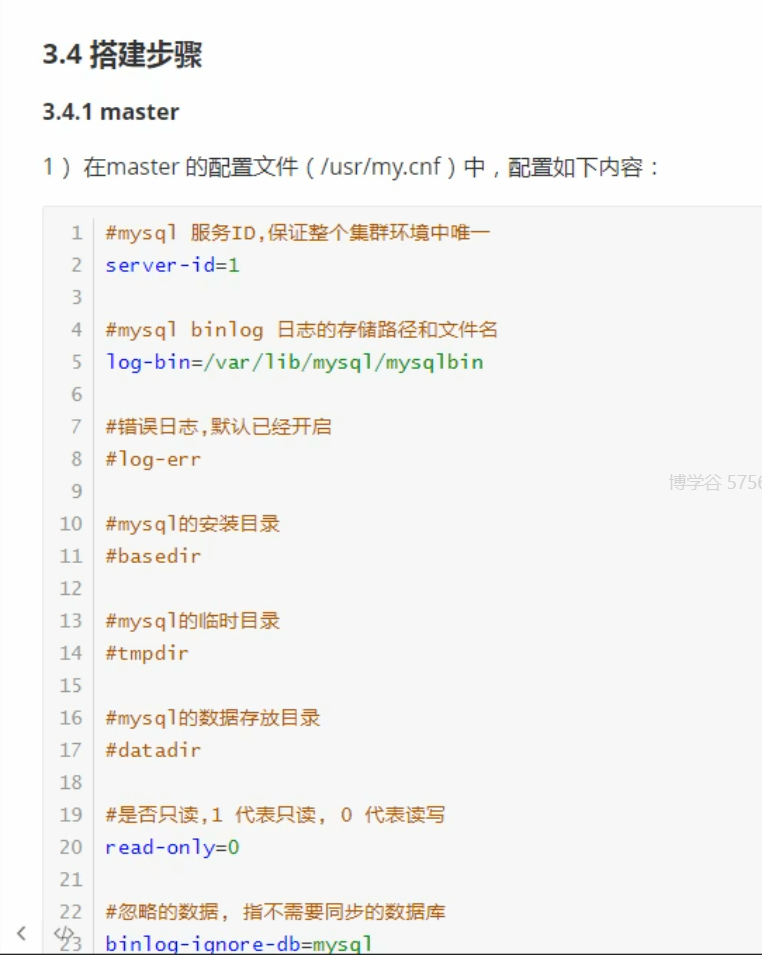 3.4 搭建步骤
3.4.1 master
1 ） 在master 的配置文件（/usr/my.cnf）中，配置如下内容：
1 #mysql 服务ID,保证整个集群环境中唯一
2 server-id=1
3
4 #mysql binlog 日志的存储路径和文件名
5 log-bin=/var/lib/mysql/mysqlbin
6
7 #错误日志,默认已经开启
8 #log-err
9
博学谷 5756
10 #mysql的安装目录
11 #basedir
12
13 #mysql的临时目录
14 #tmpdir
15
16 #mysql的数据存放目录
17 #datadir
18
19 #是否只读,1 代表只读, 0 代表读写
20 read-only=0
21
22 #忽略的数据, 指不需要同步的数据库
23 binlog-ignore-db=mysql